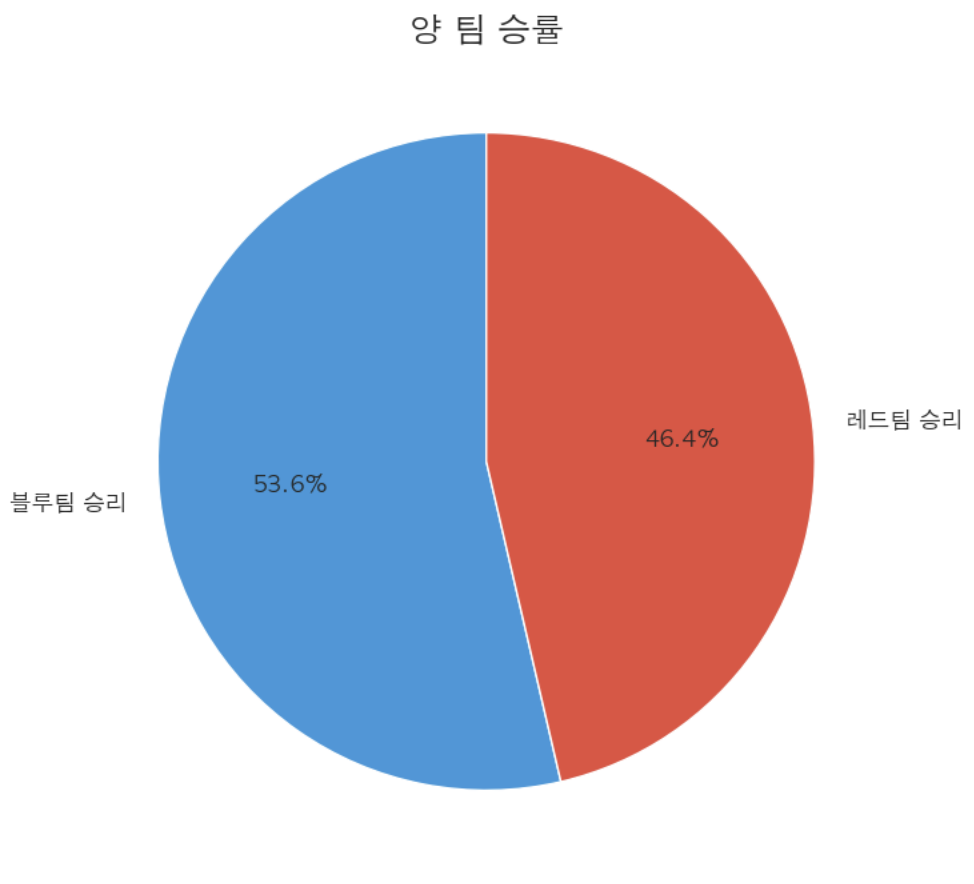 양 팀 승률
46.4%
레드팀 승리
53.6%
블루팀 승리